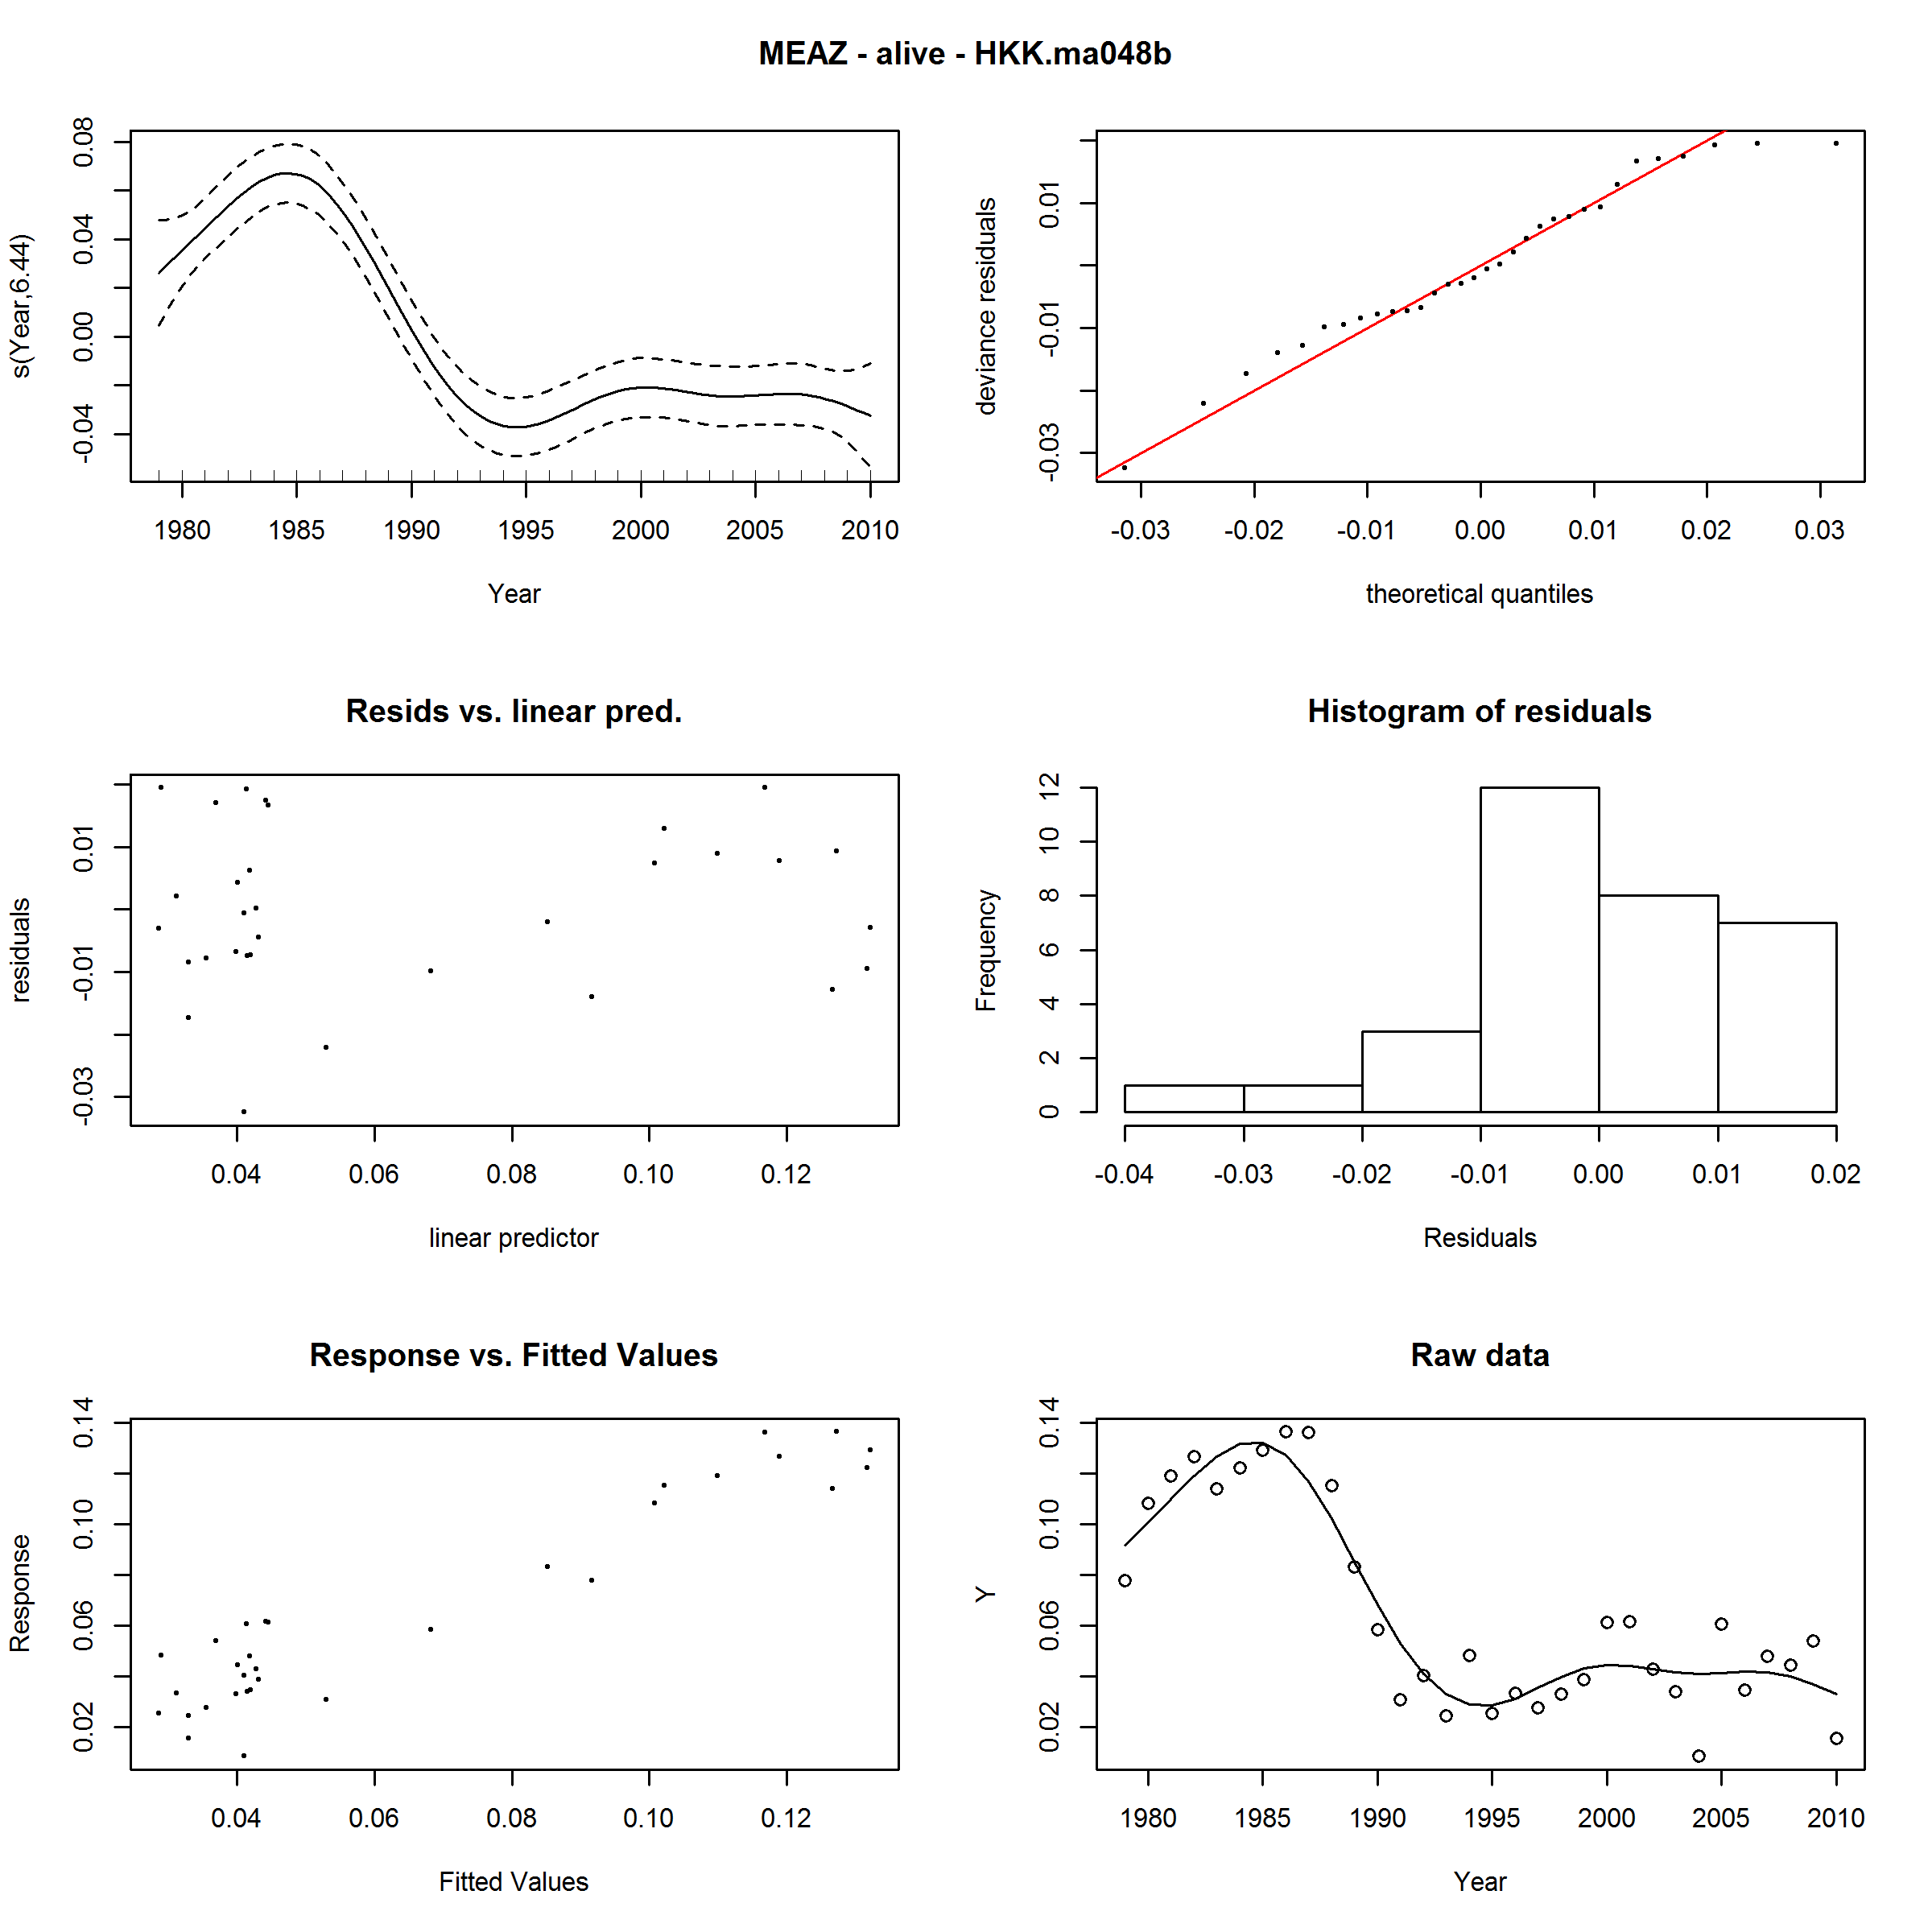 MEAZ - alive - HKK.ma048b
s(Year,6.44)
-0.04 0.00 0.04 0.08
1980 1985 1990 1995 2000 2005 2010
Year
deviance residuals
-0.03 -0.01 0.01
-0.03 -0.02 -0.01 0.00 0.01 0.02 0.03
theoretical quantiles
Resids vs. linear pred.
residuals
-0.03 -0.01 0.01
0.04 0.06 0.08 0.10 0.12
linear predictor
Histogram of residuals
Frequency
0 2 4 6 8 10 12
-0.04 -0.03 -0.02 -0.01 0.00 0.01 0.02
Residuals
Response vs. Fitted Values
Response
0.02 0.06 0.10 0.14
0.04 0.06 0.08 0.10 0.12
Fitted Values
Raw data
Y
0.02 0.06 0.10 0.14
1980 1985 1990 1995 2000 2005 2010
Year